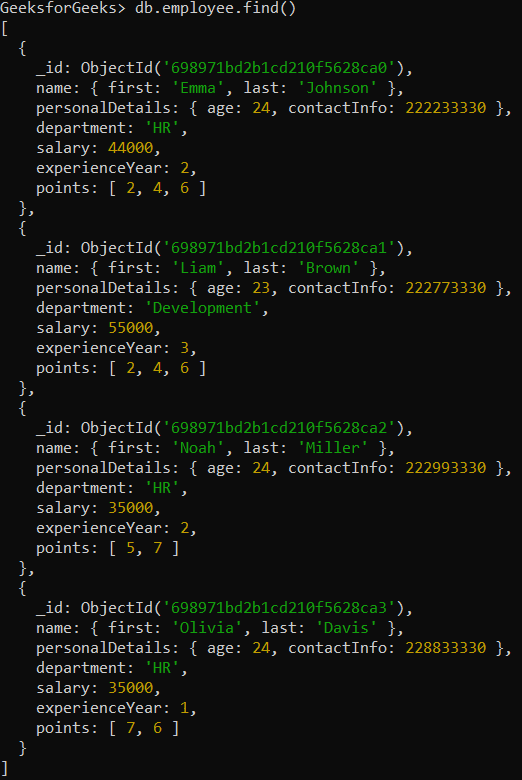 GeeksforGeeks> db.employee.find()
[
  {
    _id: ObjectId('698971bd2b1cd210f5628ca0'),
    name: { first: 'Emma', last: 'Johnson' },
    personalDetails: { age: 24, contactInfo: 222233330 },
    department: 'HR',
    salary: 44000,
    experienceYear: 2,
    points: [ 2, 4, 6 ]
  },
  {
    _id: ObjectId('698971bd2b1cd210f5628ca1'),
    name: { first: 'Liam', last: 'Brown' },
    personalDetails: { age: 23, contactInfo: 222773330 },
    department: 'Development',
    salary: 55000,
    experienceYear: 3,
    points: [ 2, 4, 6 ]
  },
  {
    _id: ObjectId('698971bd2b1cd210f5628ca2'),
    name: { first: 'Noah', last: 'Miller' },
    personalDetails: { age: 24, contactInfo: 222993330 },
    department: 'HR',
    salary: 35000,
    experienceYear: 2,
    points: [ 5, 7 ]
  },
  {
    _id: ObjectId('698971bd2b1cd210f5628ca3'),
    name: { first: 'Olivia', last: 'Davis' },
    personalDetails: { age: 24, contactInfo: 228833330 },
    department: 'HR',
    salary: 35000,
    experienceYear: 1,
    points: [ 7, 6 ]
  }
]